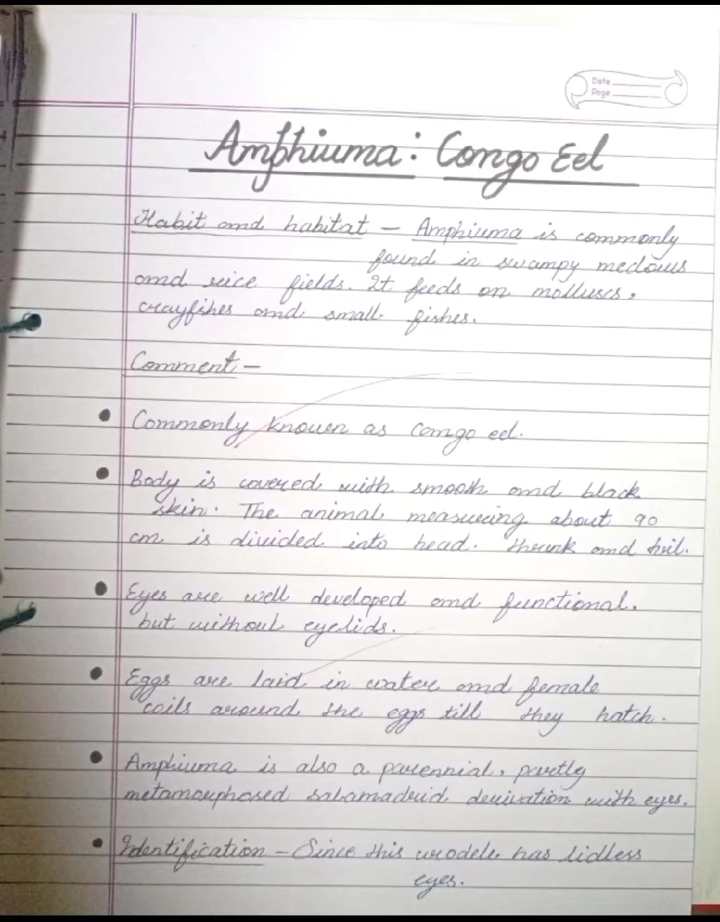 Date
Page
Amphiuma : Congo Eel
Habit and habitat — Amphiuma is commonly
found in swampy medows
and rice fields. It feeds on molluscs,
crayfishes and small fishes.
Comment —
• Commonly known as Congo eel.
• Body is covered with smooth and black
skin. The animal measureing about 90
cm is divided into head. thrunk and tail.
• Eyes are well developed and functional.
but without eyelids.
• Eggs are laid in water and female
coils around the eggs till they hatch.
• Amphiuma is also a parennial, partly
metamorphosed salamadrid derivation with eyes.
• Identification — Since this urodele has lidless
eyes.